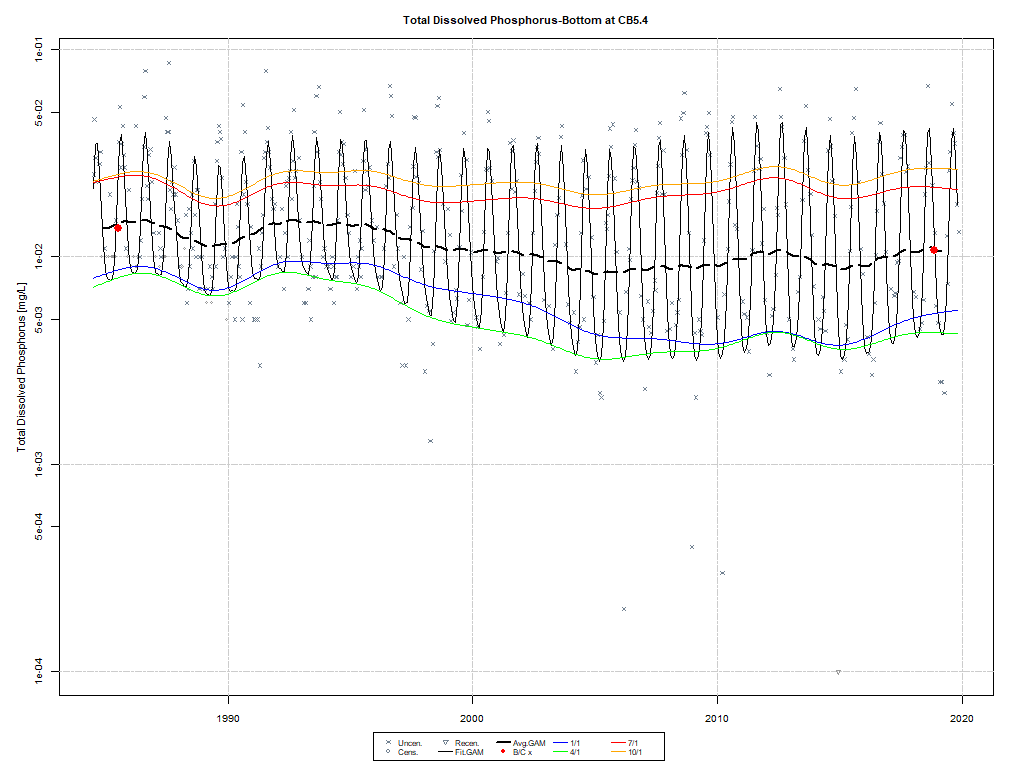 Total Dissolved Phosphorus-Bottom at CB5.4
1e-01
5e-02
1e-02
5e-03
1e-03
5e-04
1e-04
Total Dissolved Phosphorus [mg/L]
1990 2000 2010 2020
Uncen. Recen. Avg.GAM 1/1 7/1
Cens. Fit.GAM B/C x 4/1 10/1